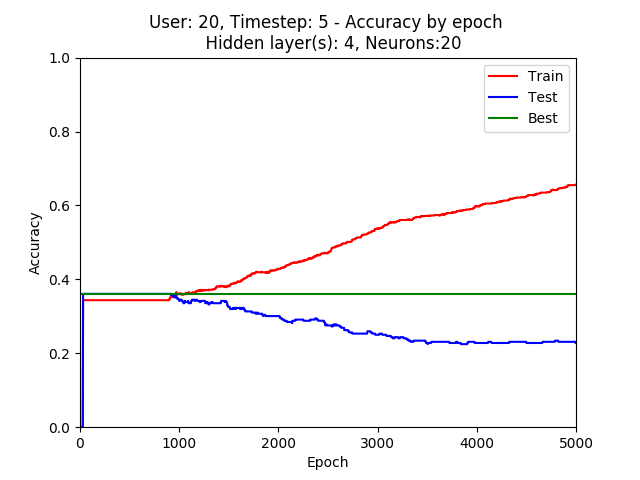 User: 20, Timestep: 5 - Accuracy by epoch
Hidden layer(s): 4, Neurons:20
1.0
0.8
0.6
0.4
0.2
0.0
Accuracy
Train
Test
Best
0
1000
2000
3000
4000
5000
Epoch